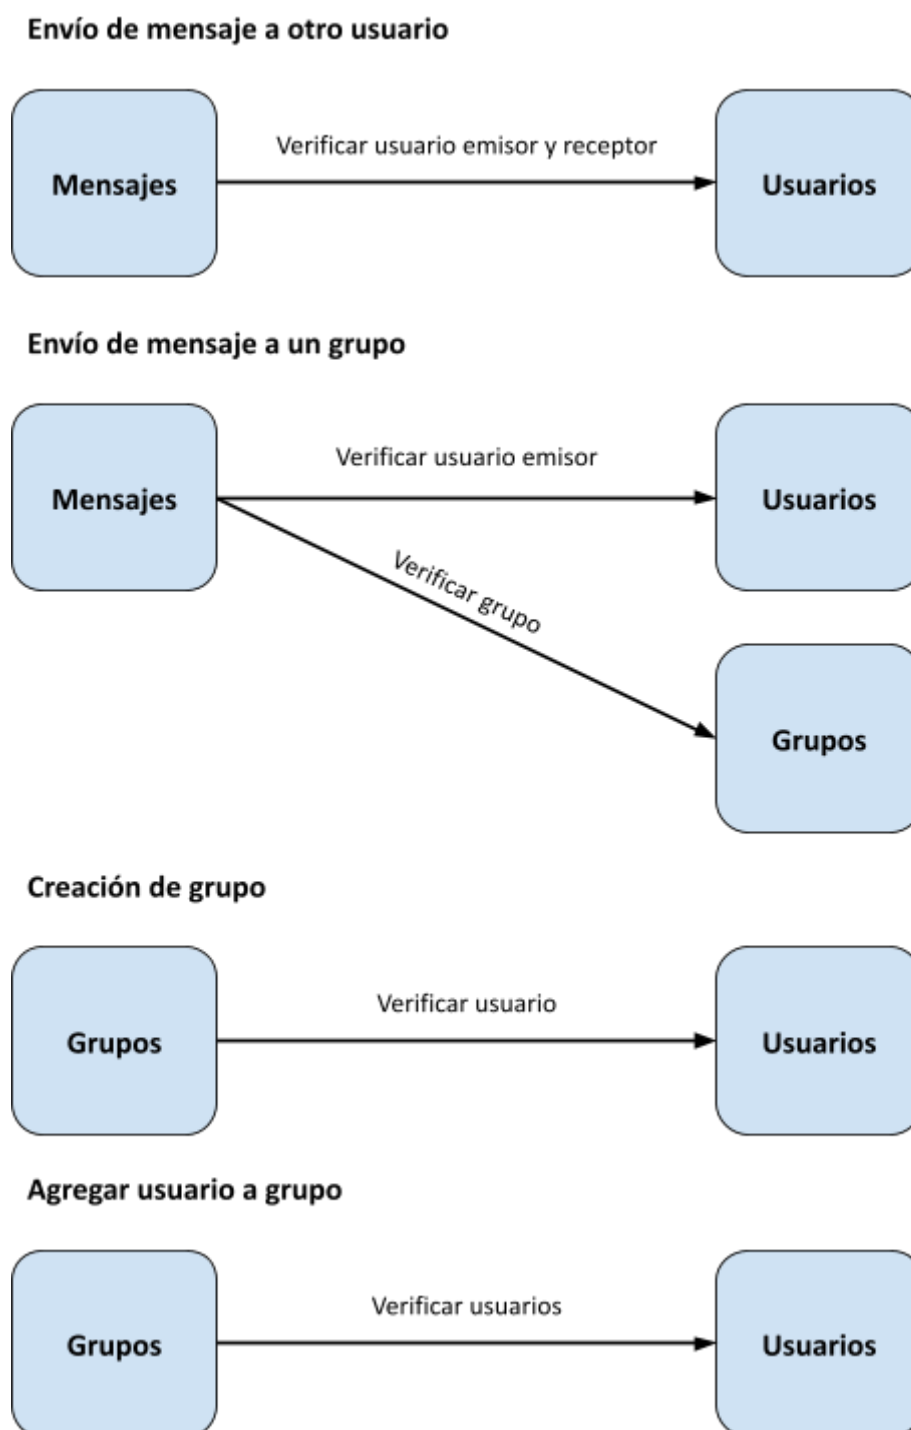 Envío de mensaje a otro usuario
Verificar usuario emisor y receptor
Mensajes
Usuarios
Envío de mensaje a un grupo
Verificar usuario emisor
Mensajes
Usuarios
Verificar grupo
Grupos
Creación de grupo
Verificar usuario
Grupos
Usuarios
Agregar usuario a grupo
Verificar usuarios
Grupos
Usuarios